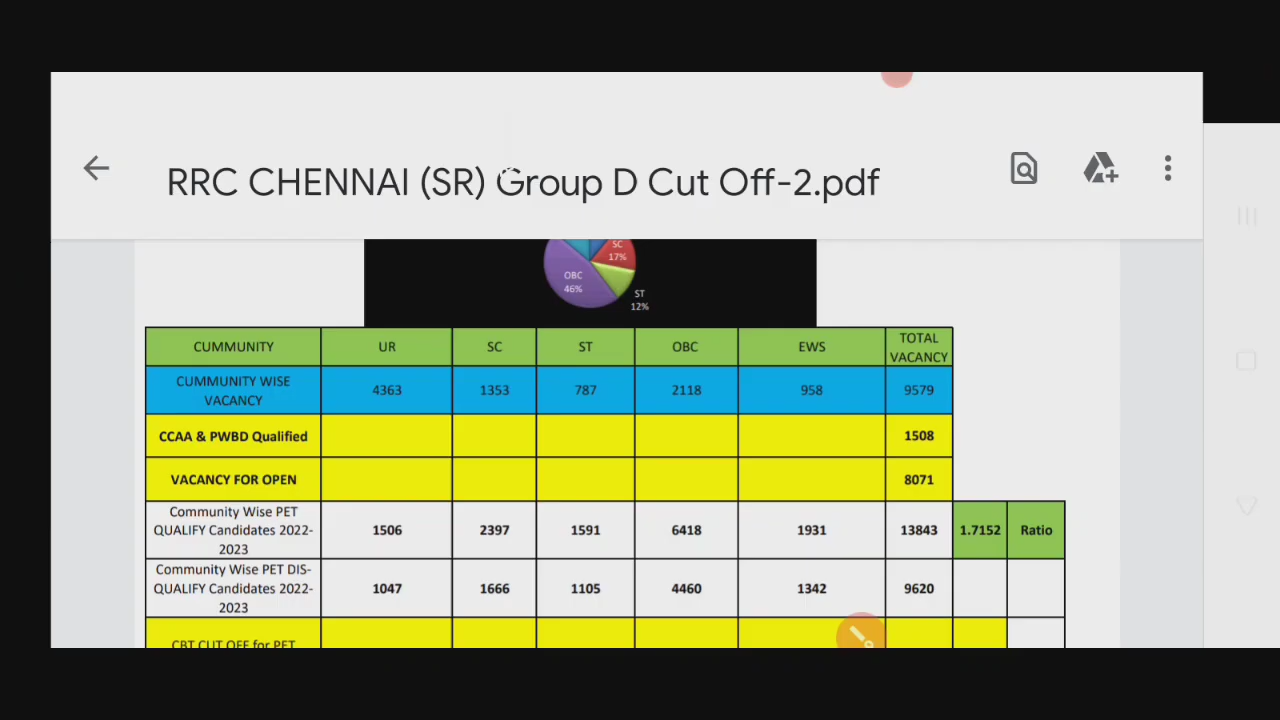 RRC CHENNAI (SR) Group D Cut Off-2.pdf
SC
17%
OBC
46%
ST
12%
CUMMUNITY UR SC ST OBC EWS TOTAL VACANCY
CUMMUNITY WISE VACANCY 4363 1353 787 2118 958 9579
CCAA & PWBD Qualified 1508
VACANCY FOR OPEN 8071
Community Wise PET
QUALIFY Candidates 2022-
2023
1506 2397 1591 6418 1931 13843 1.7152 Ratio
Community Wise PET DIS-
QUALIFY Candidates 2022-
2023
1047 1666 1105 4460 1342 9620
CBT CUT OFF for PET